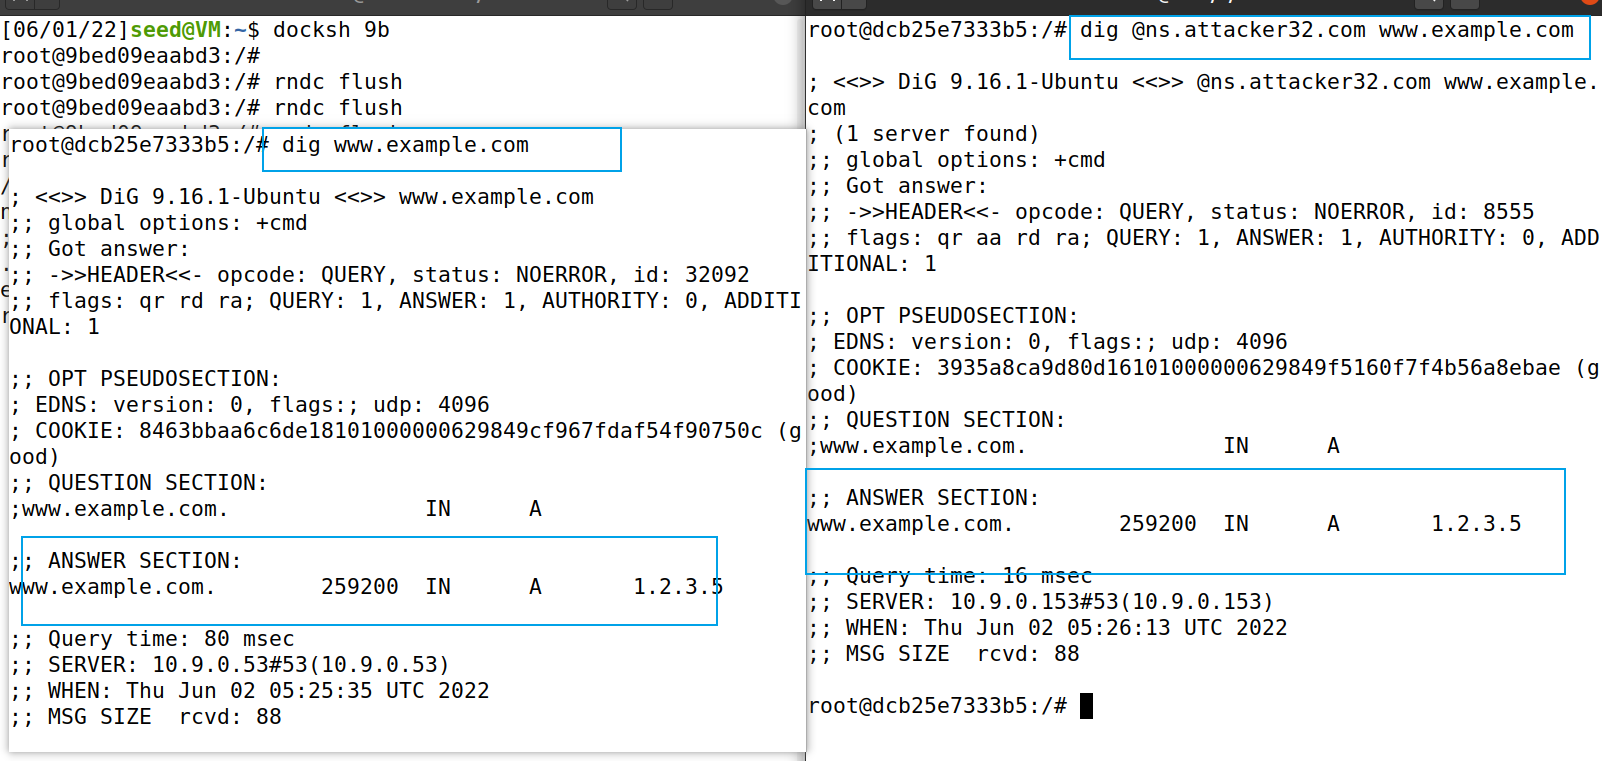 [06/01/22]seed@VM:~$ docksh 9b
root@9bed09eaabd3:/#
root@9bed09eaabd3:/# rndc flush
root@9bed09eaabd3:/# rndc flush
root@dcb25e7333b5:/# dig www.example.com

; <<>> DiG 9.16.1-Ubuntu <<>> www.example.com
;; global options: +cmd
;; Got answer:
;; ->>HEADER<<- opcode: QUERY, status: NOERROR, id: 32092
;; flags: qr rd ra; QUERY: 1, ANSWER: 1, AUTHORITY: 0, ADDITI
ONAL: 1

;; OPT PSEUDOSECTION:
; EDNS: version: 0, flags:; udp: 4096
; COOKIE: 8463bbaa6c6de18101000000629849cf967fdaf54f90750c (g
ood)
;; QUESTION SECTION:
;www.example.com.                IN      A

;; ANSWER SECTION:
www.example.com.        259200  IN      A       1.2.3.5

;; Query time: 80 msec
;; SERVER: 10.9.0.53#53(10.9.0.53)
;; WHEN: Thu Jun 02 05:25:35 UTC 2022
;; MSG SIZE  rcvd: 88

root@dcb25e7333b5:/# dig @ns.attacker32.com www.example.com

; <<>> DiG 9.16.1-Ubuntu <<>> @ns.attacker32.com www.example.
com
; (1 server found)
;; global options: +cmd
;; Got answer:
;; ->>HEADER<<- opcode: QUERY, status: NOERROR, id: 8555
;; flags: qr aa rd ra; QUERY: 1, ANSWER: 1, AUTHORITY: 0, ADD
ITIONAL: 1

;; OPT PSEUDOSECTION:
; EDNS: version: 0, flags:; udp: 4096
; COOKIE: 3935a8ca9d80d16101000000629849f5160f7f4b56a8ebae (g
ood)
;; QUESTION SECTION:
;www.example.com.                IN      A

;; ANSWER SECTION:
www.example.com.        259200  IN      A       1.2.3.5

;; Query time: 16 msec
;; SERVER: 10.9.0.153#53(10.9.0.153)
;; WHEN: Thu Jun 02 05:26:13 UTC 2022
;; MSG SIZE  rcvd: 88

root@dcb25e7333b5:/#